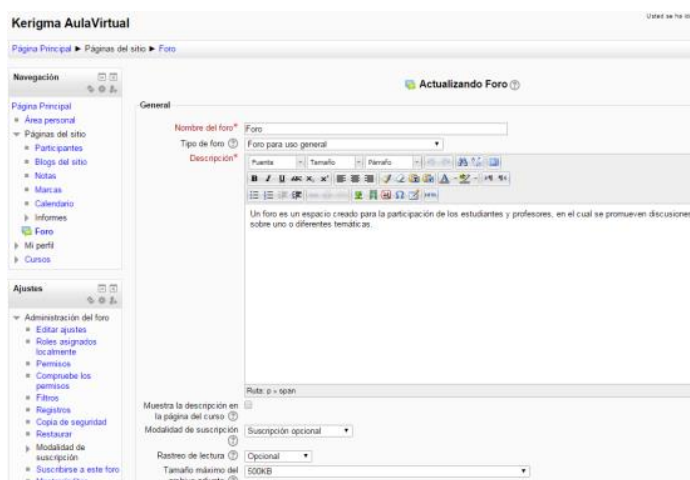 Kerigma AulaVirtual
Usted se ha
Página Principal ► Páginas del sitio ► Foro
Navegación
Página Principal
Área personal
Páginas del sitio
Participantes
Blogs del sitio
Notas
Marcas
Calendario
Informes
Foro
Mi perfil
Cursos
Ajustes
Administración del foro
Editar ajustes
Roles asignados
localmente
Permisos
Compruebe los
permisos
Filtros
Registros
Copia de seguridad
Restaurar
Modalidad de
suscripción
Suscribirse a este foro
Actualizando Foro
General
Nombre del foro* Foro
Tipo de foro Foro para uso general
Descripción*
Fuente Tamaño Párrafo
Un foro es un espacio creado para la participación de los estudiantes y profesores, en el cual se promueven discusiones
sobre uno o diferentes temáticas.
Ruta: p » span
Muestra la descripción en
la página del curso
Modalidad de suscripción Suscripción opcional
Rastreo de lectura Opcional
Tamaño máximo del 500KB